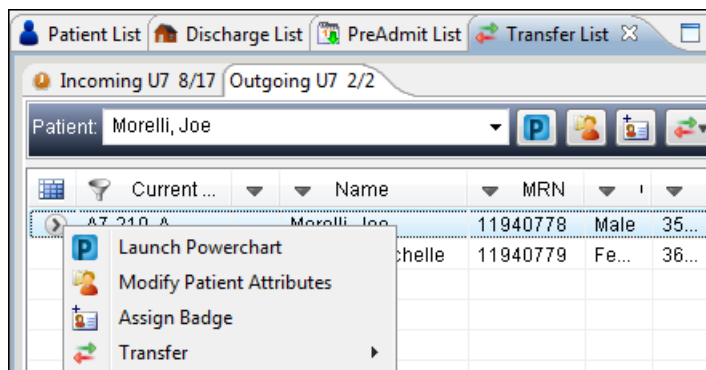 Patient List Discharge List PreAdmit List Transfer List
Incoming U7 8/17 Outgoing U7 2/2
Patient: Morelli, Joe
Current ... Name MRN
A7 210 A Morelli, Joe 11940778 Male 35...
chelle 11940779 Fe... 36...
Launch Powerchart
Modify Patient Attributes
Assign Badge
Transfer